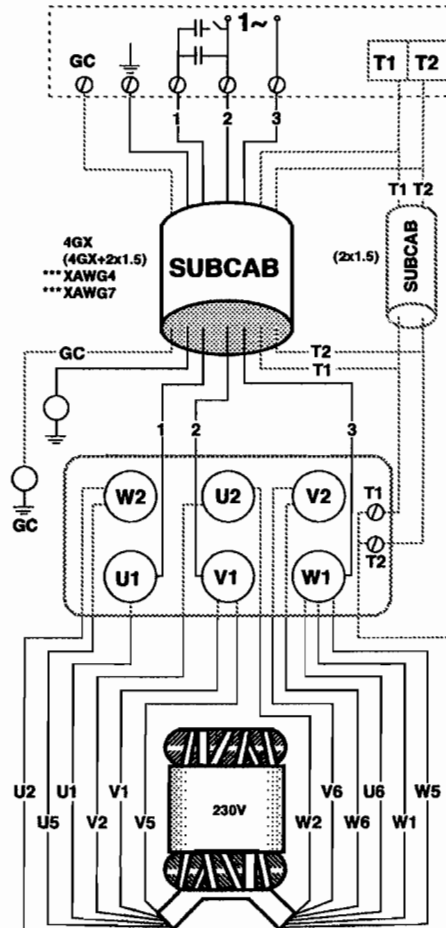 1~
T1 T2
GC
1 2 3
T1 T2
4GX
(4GX+2x1.5)
***XAWG4
***XAWG7
SUBCAB
(2x1.5)
SUBCAB
GC
T2
T1
1 2 3
GC
W2 U2 V2
T1
U1 V1 W1
T2
230V
U2 U1 V1 V6 U6 W5
U5 V2 V5 W2 W6 W1